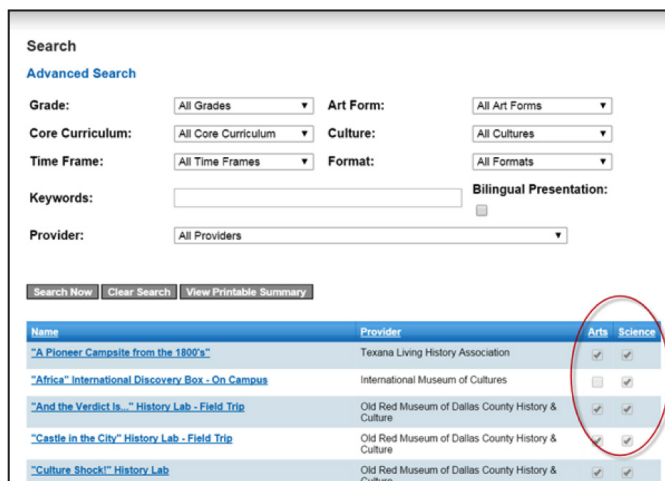 Search
Advanced Search
Grade: All Grades Art Form: All Art Forms
Core Curriculum: All Core Curriculum Culture: All Cultures
Time Frame: All Time Frames Format: All Formats
Keywords: Bilingual Presentation:
Provider: All Providers
Search Now Clear Search View Printable Summary
Name Provider Arts Science
"A Pioneer Campsite from the 1800's" Texana Living History Association
"Africa" International Discovery Box - On Campus International Museum of Cultures
"And the Verdict Is..." History Lab - Field Trip Old Red Museum of Dallas County History &
Culture
"Castle in the City" History Lab - Field Trip Old Red Museum of Dallas County History &
Culture
"Culture Shock!" History Lab Old Red Museum of Dallas County History &
Culture